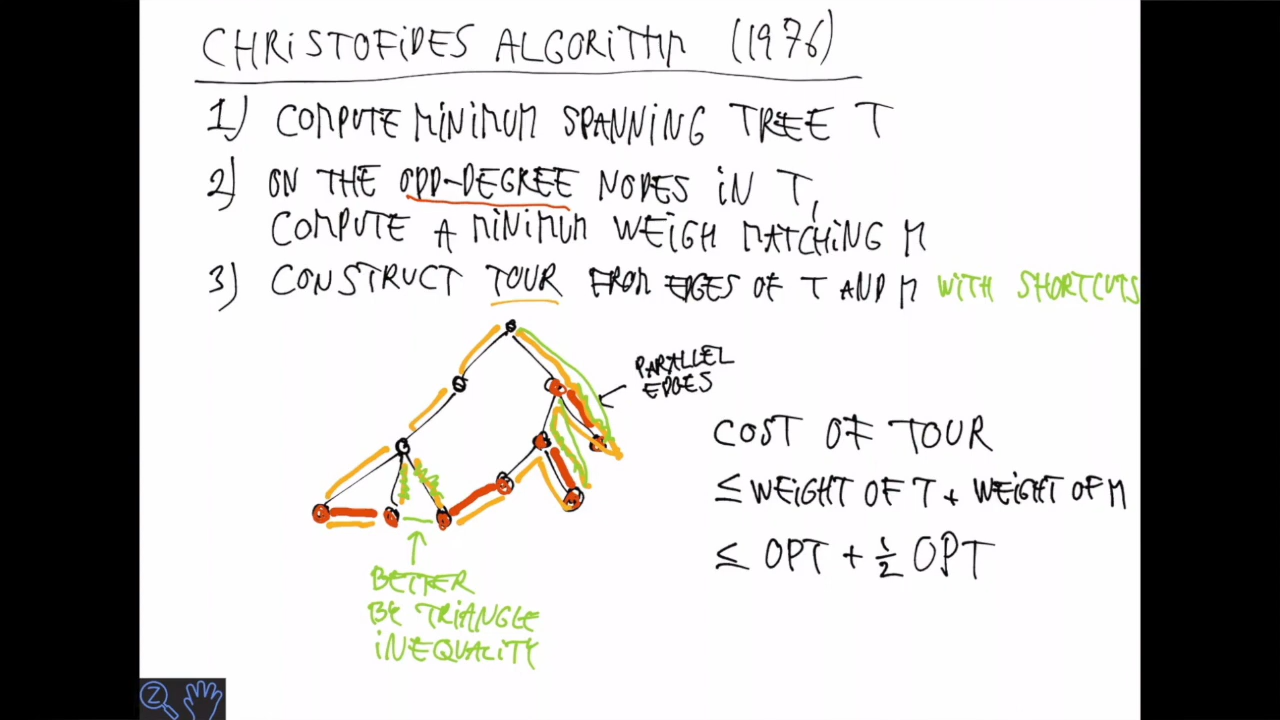 CHRISTOFIDES ALGORITHM (1976)
1) COMPUTE MINIMUM SPANNING TREE T
2) ON THE ODD-DEGREE NODES IN T,
COMPUTE A MINIMUM WEIGH MATCHING M
3) CONSTRUCT TOUR FROM EDGES OF T AND M WITH SHORTCUTS
PARALLEL
EDGES
COST OF TOUR
≤ WEIGHT OF T + WEIGHT OF M
≤ OPT + 1/2 OPT
BETTER
BE TRIANGLE
INEQUALITY
Z